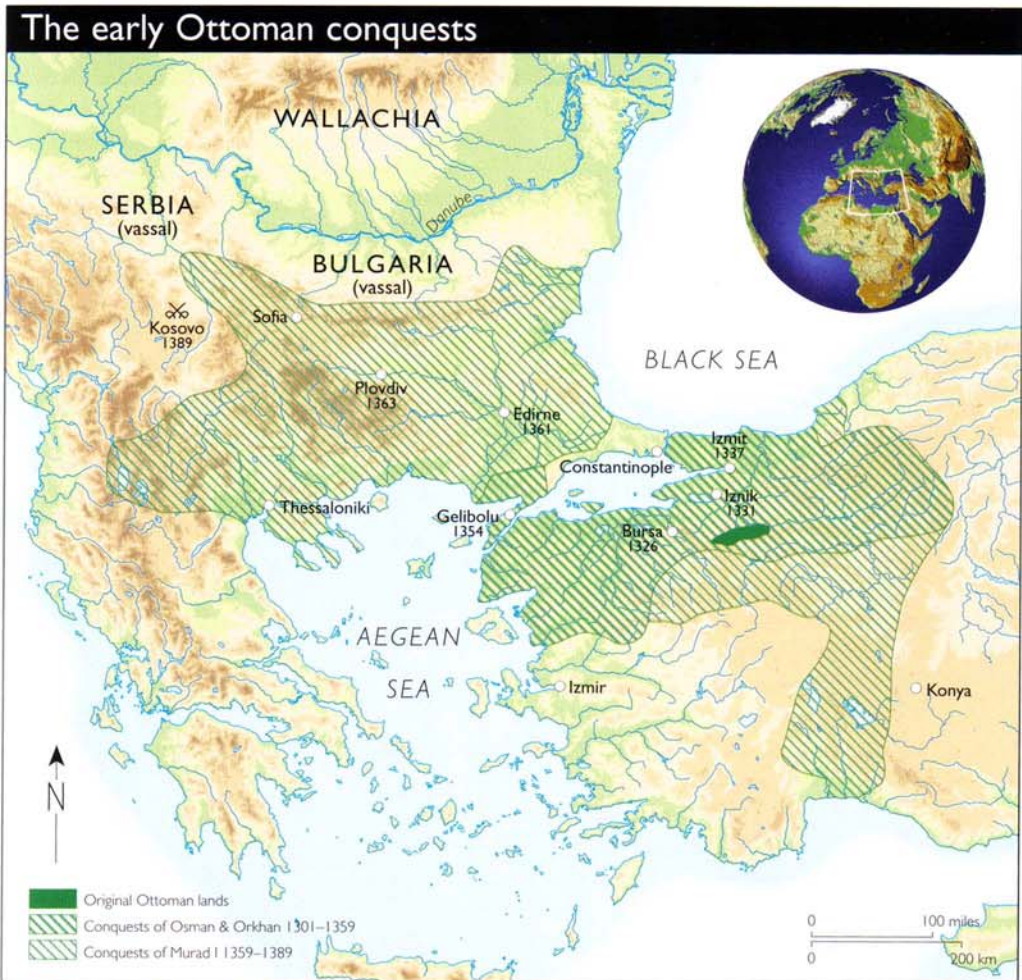 The early Ottoman conquests
WALLACHIA
Danube
SERBIA
(vassal)
BULGARIA
(vassal)
Kosovo
1389
Sofia
BLACK SEA
Plovdiv
1363
Edirne
1361
Constantinople
Izmit
1337
Iznik
1331
Thessaloniki
Gelibolu
1354
Bursa
1326
AEGEAN
SEA
Izmir
Konya
N
Original Ottoman lands
Conquests of Osman & Orkhan 1301–1359
Conquests of Murad I 1359–1389
0 100 miles
0 200 km